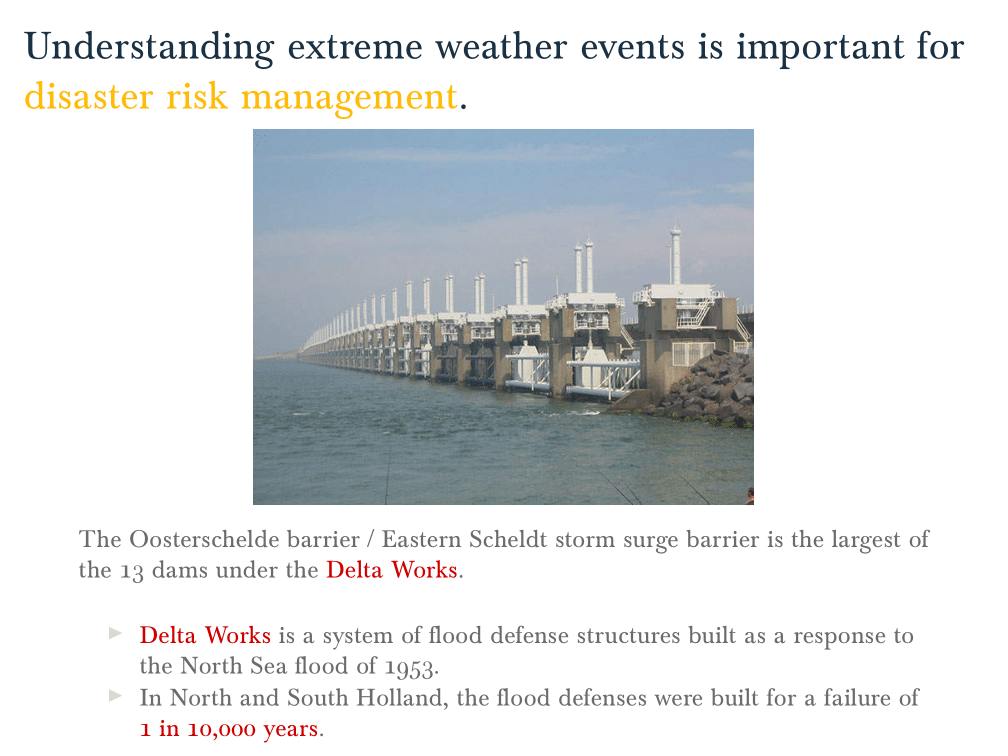 Understanding extreme weather events is important for
disaster risk management.
The Oosterschelde barrier / Eastern Scheldt storm surge barrier is the largest of
the 13 dams under the Delta Works.
Delta Works is a system of flood defense structures built as a response to
the North Sea flood of 1953.
In North and South Holland, the flood defenses were built for a failure of
1 in 10,000 years.